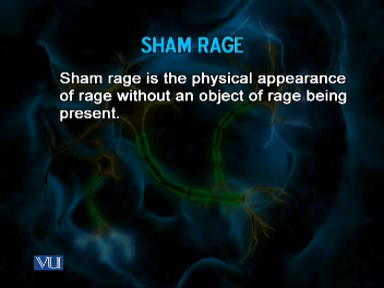 SHAM RAGE
Sham rage is the physical appearance
of rage without an object of rage being
present.
VU